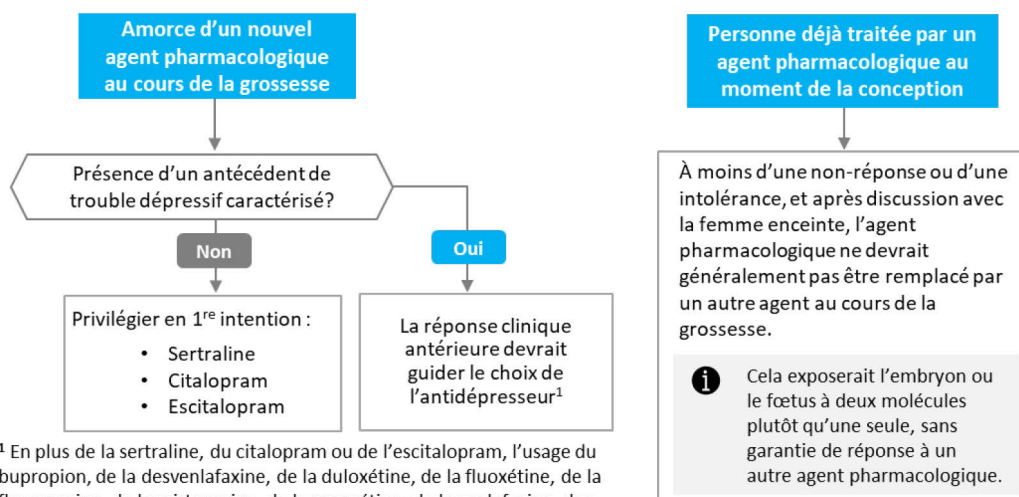 Amorce d’un nouvel
agent pharmacologique
au cours de la grossesse
Présence d’un antécédent de
trouble dépressif caractérisé?
Non
Oui
Privilégier en 1re intention :
• Sertraline
• Citalopram
• Escitalopram
La réponse clinique
antérieure devrait
guider le choix de
l’antidépresseur1
1 En plus de la sertraline, du citalopram ou de l’escitalopram, l’usage du
bupropion, de la desvenlafaxine, de la duloxétine, de la fluoxétine, de la
Personne déjà traitée par un
agent pharmacologique au
moment de la conception
À moins d’une non-réponse ou d’une
intolérance, et après discussion avec
la femme enceinte, l’agent
pharmacologique ne devrait
généralement pas être remplacé par
un autre agent au cours de la
grossesse.
Cela exposerait l’embryon ou
le fœtus à deux molécules
plutôt qu’une seule, sans
garantie de réponse à un
autre agent pharmacologique.